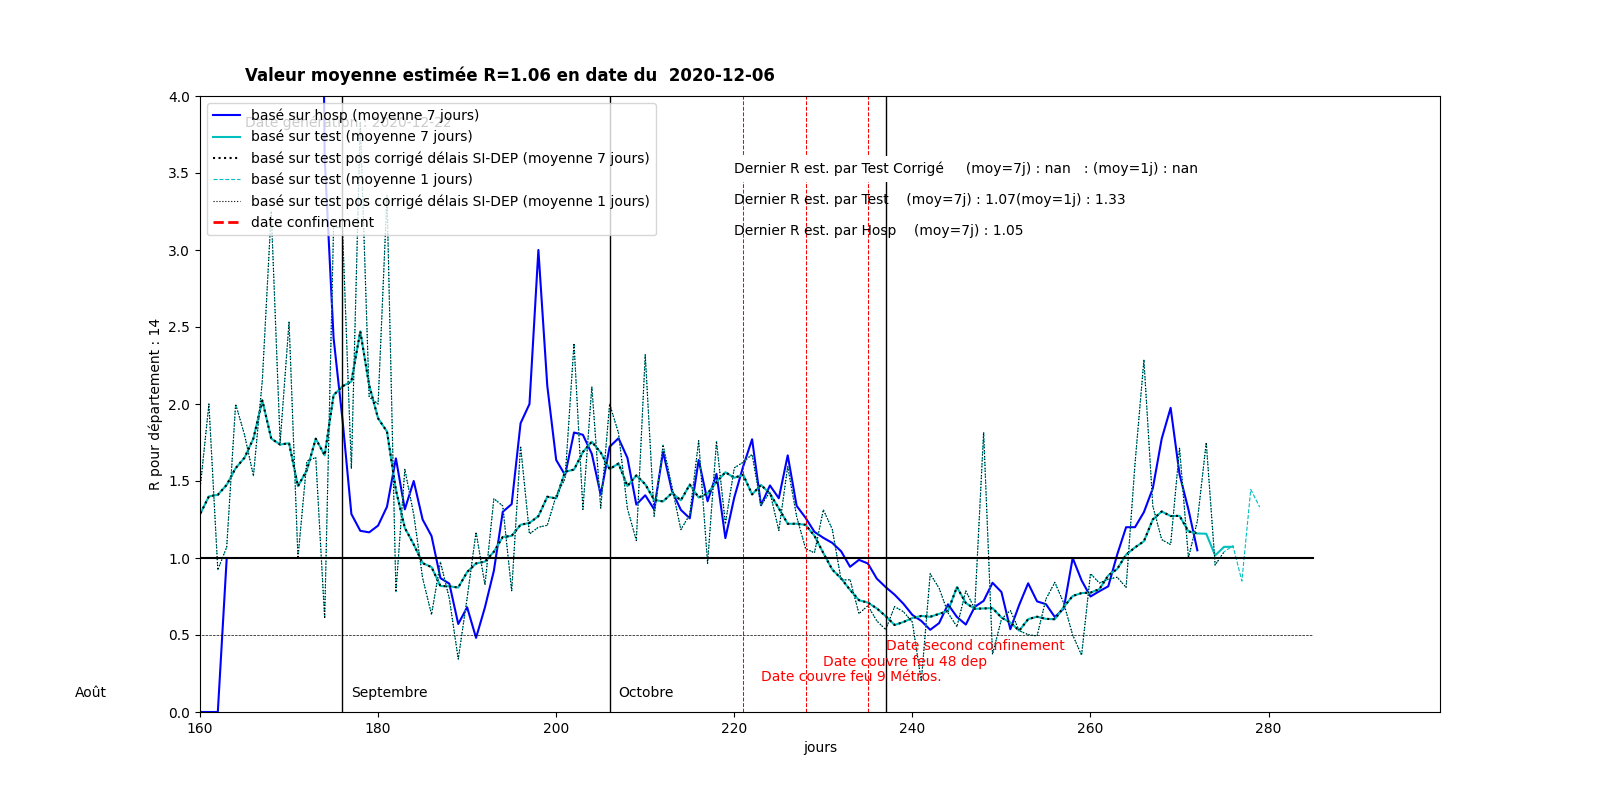 Valeur moyenne estimée R=1.06 en date du  2020-12-06
Date génération : 2020-12-22
basé sur hosp (moyenne 7 jours)
basé sur test (moyenne 7 jours)
basé sur test pos corrigé délais SI-DEP (moyenne 7 jours)
basé sur test (moyenne 1 jours)
basé sur test pos corrigé délais SI-DEP (moyenne 1 jours)
date confinement
Dernier R est. par Test Corrigé     (moy=7j) : nan   : (moy=1j) : nan
Dernier R est. par Test    (moy=7j) : 1.07(moy=1j) : 1.33
Dernier R est. par Hosp    (moy=7j) : 1.05
4.0
3.5
3.0
2.5
2.0
1.5
1.0
0.5
0.0
R pour département : 14
Date second confinement
Date couvre feu 48 dep
Date couvre feu 9 Métros.
Août
Septembre
Octobre
160
180
200
220
240
260
280
jours